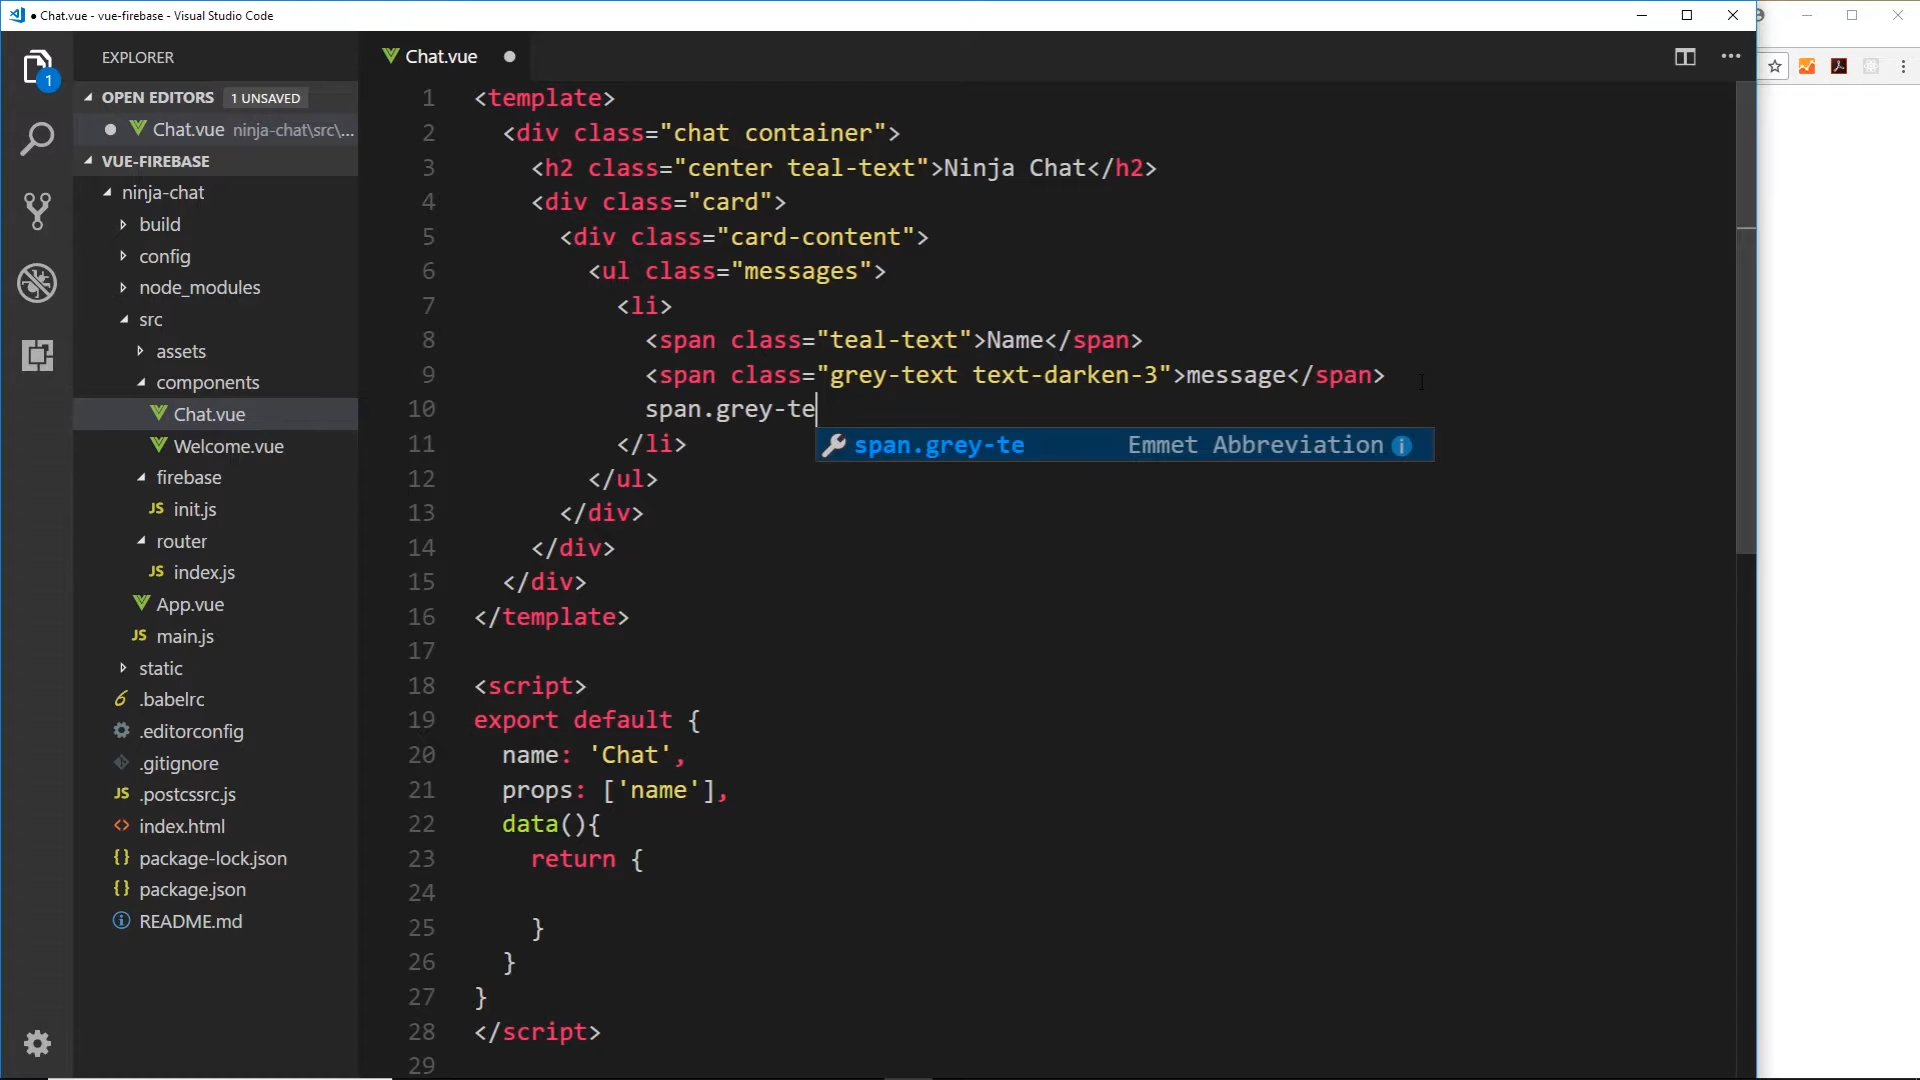 Chat.vue - vue-firebase - Visual Studio Code
EXPLORER
OPEN EDITORS 1 UNSAVED
Chat.vue ninja-chat\src\...
VUE-FIREBASE
ninja-chat
build
config
node_modules
src
assets
components
Chat.vue
Welcome.vue
firebase
JS init.js
router
JS index.js
App.vue
JS main.js
static
.babelrc
.editorconfig
.gitignore
JS .postcssrc.js
<> index.html
{} package-lock.json
{} package.json
README.md
1
Chat.vue
1 <template>
2 <div class="chat container">
3 <h2 class="center teal-text">Ninja Chat</h2>
4 <div class="card">
5 <div class="card-content">
6 <ul class="messages">
7 <li>
8 <span class="teal-text">Name</span>
9 <span class="grey-text text-darken-3">message</span>
10 span.grey-te
span.grey-te Emmet Abbreviation
11 </li>
12 </ul>
13 </div>
14 </div>
15 </div>
16 </template>
17
18 <script>
19 export default {
20 name: 'Chat',
21 props: ['name'],
22 data(){
23 return {
24
25 }
26 }
27 }
28 </script>
29